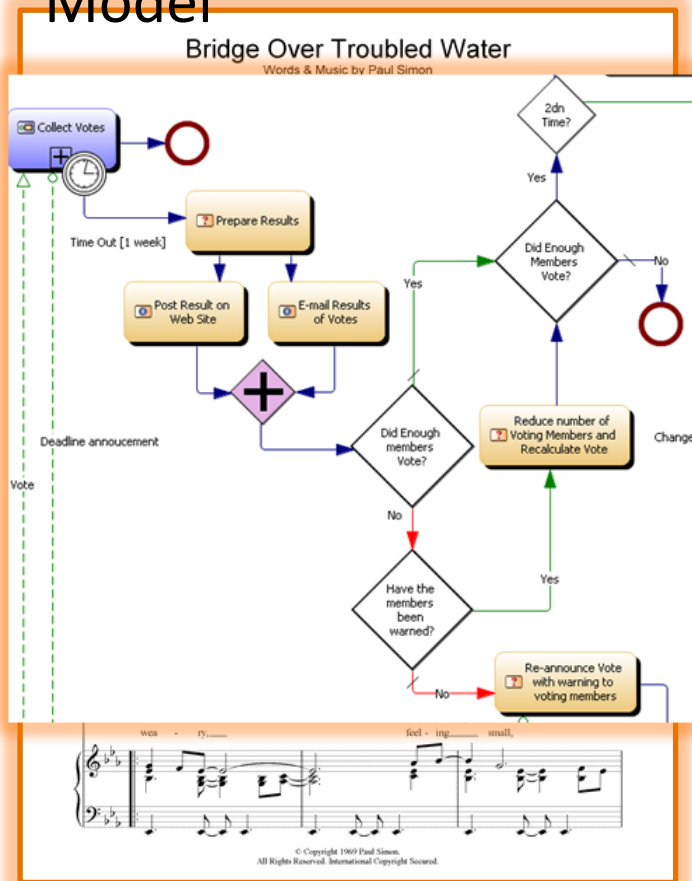 Model
Bridge Over Troubled Water
Words & Music by Paul Simon
Collect Votes
2dn
Time?
Yes
Time Out [1 week]
Prepare Results
Did Enough
Members
Vote?
No
Yes
Post Result on
Web Site
E-mail Results
of Votes
Deadline annoucement
Did Enough
members
Vote?
Reduce number of
Voting Members and
Recalculate Vote
Change
Vote
No
Have the
members
been
warned?
Yes
Re-announce Vote
with warning to
voting members
No
wea - ry, feel - ing small,
© Copyright 1969 Paul Simon.
All Rights Reserved. International Copyright Secured.